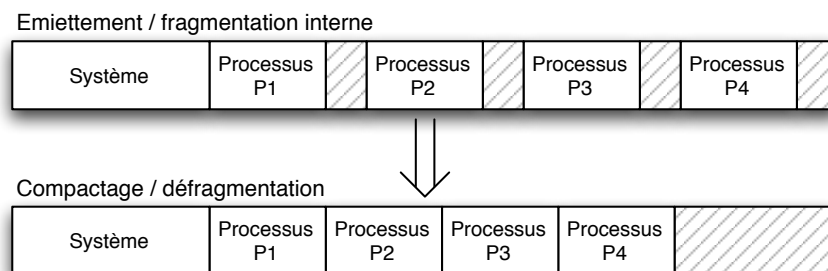 Emiettement / fragmentation interne
Système
Processus
P1
Processus
P2
Processus
P3
Processus
P4
Compactage / défragmentation
Système
Processus
P1
Processus
P2
Processus
P3
Processus
P4